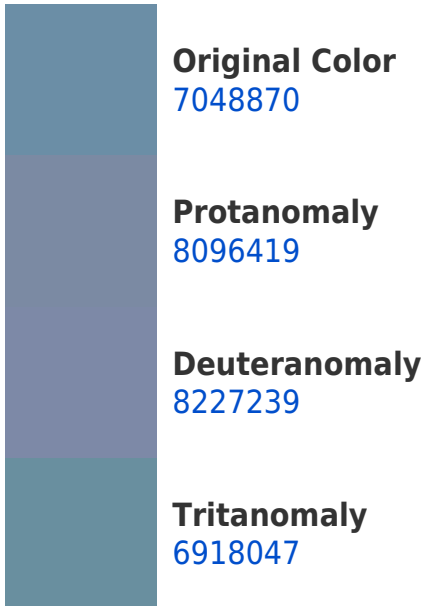 Original Color
7048870
Protanomaly
8096419
Deuteranomaly
8227239
Tritanomaly
6918047